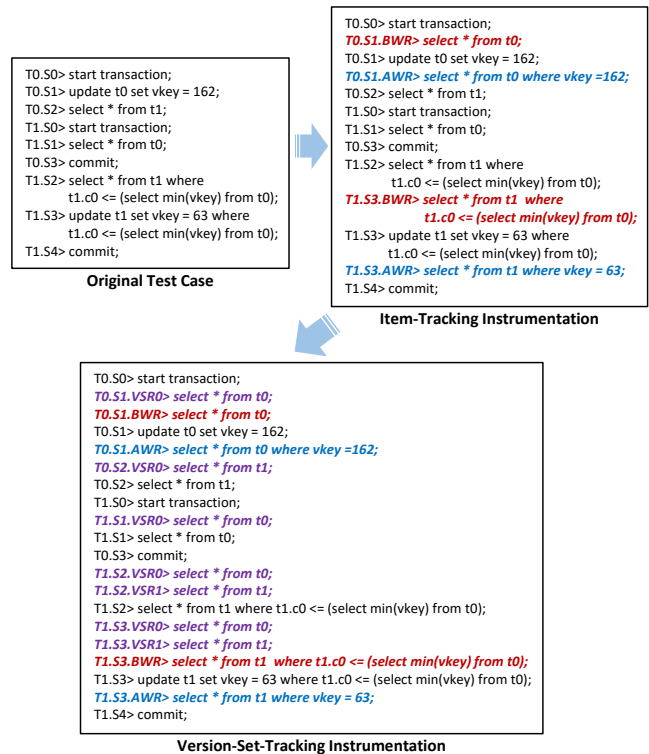 T0.S0> start transaction;
T0.S1> update t0 set vkey = 162;
T0.S2> select * from t1;
T1.S0> start transaction;
T1.S1> select * from t0;
T0.S3> commit;
T1.S2> select * from t1 where
t1.c0 <= (select min(vkey) from t0);
T1.S3> update t1 set vkey = 63 where
t1.c0 <= (select min(vkey) from t0);
T1.S4> commit;
Original Test Case
T0.S0> start transaction;
T0.S1.BWR> select * from t0;
T0.S1> update t0 set vkey = 162;
T0.S1.AWR> select * from t0 where vkey =162;
T0.S2> select * from t1;
T1.S0> start transaction;
T1.S1> select * from t0;
T0.S3> commit;
T1.S2> select * from t1 where
t1.c0 <= (select min(vkey) from t0);
T1.S3.BWR> select * from t1 where
t1.c0 <= (select min(vkey) from t0);
T1.S3> update t1 set vkey = 63 where
t1.c0 <= (select min(vkey) from t0);
T1.S3.AWR> select * from t1 where vkey = 63;
T1.S4> commit;
Item-Tracking Instrumentation
T0.S0> start transaction;
T0.S1.VSR0> select * from t0;
T0.S1.BWR> select * from t0;
T0.S1> update t0 set vkey = 162;
T0.S1.AWR> select * from t0 where vkey =162;
T0.S2.VSR0> select * from t1;
T0.S2> select * from t1;
T1.S0> start transaction;
T1.S1.VSR0> select * from t0;
T1.S1> select * from t0;
T0.S3> commit;
T1.S2.VSR0> select * from t0;
T1.S2.VSR1> select * from t1;
T1.S2> select * from t1 where t1.c0 <= (select min(vkey) from t0);
T1.S3.VSR0> select * from t0;
T1.S3.VSR1> select * from t1;
T1.S3.BWR> select * from t1 where t1.c0 <= (select min(vkey) from t0);
T1.S3> update t1 set vkey = 63 where t1.c0 <= (select min(vkey) from t0);
T1.S3.AWR> select * from t1 where vkey = 63;
T1.S4> commit;
Version-Set-Tracking Instrumentation